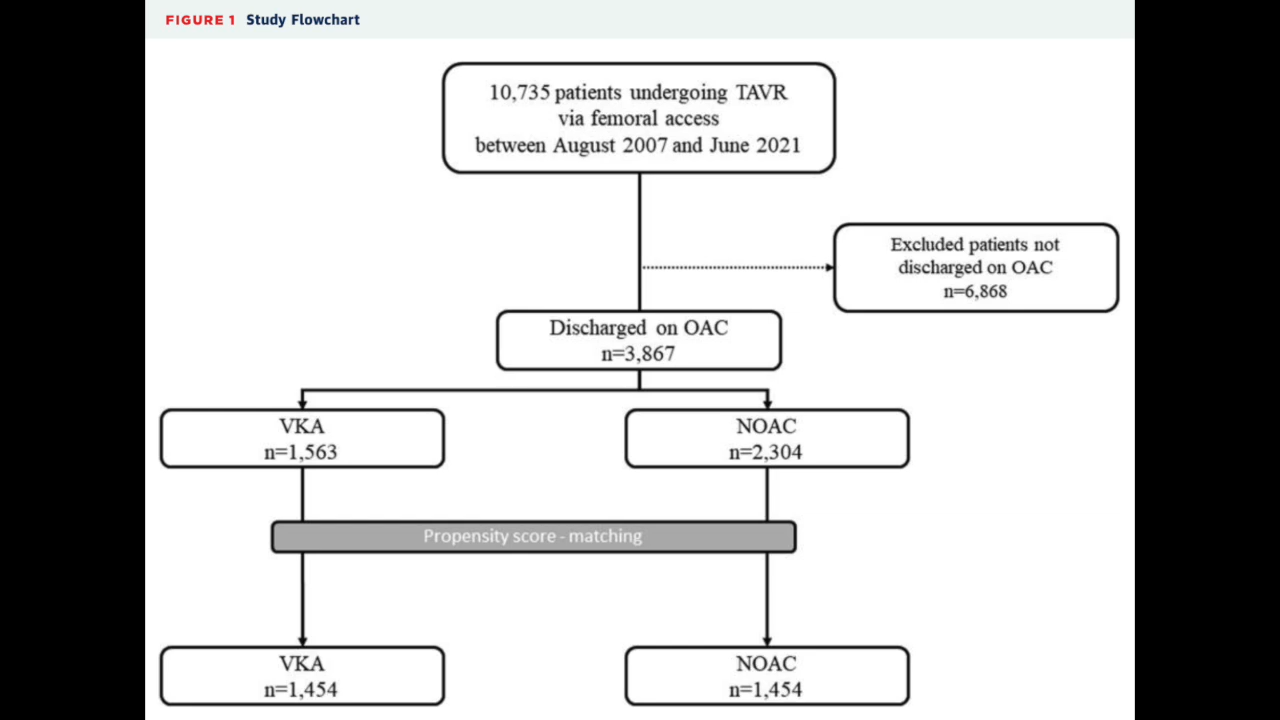 FIGURE 1 Study Flowchart
10,735 patients undergoing TAVR
via femoral access
between August 2007 and June 2021
Excluded patients not
discharged on OAC
n=6,868
Discharged on OAC
n=3,867
VKA
n=1,563
NOAC
n=2,304
Propensity score - matching
VKA
n=1,454
NOAC
n=1,454